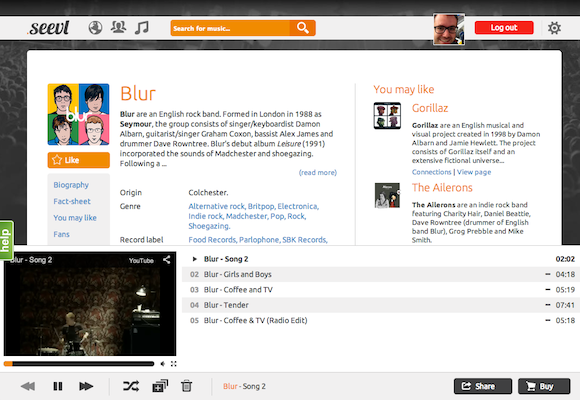 seevl
Search for music...
Log out
Blur
Blur are an English rock band. Formed in London in 1988 as
Seymour, the group consists of singer/keyboardist Damon
Albarn, guitarist/singer Graham Coxon, bassist Alex James and
drummer Dave Rowntree. Blur's debut album Leisure (1991)
incorporated the sounds of Madchester and shoegazing.
Following a ...
(read more)
blur
Like
Biography
Fact-sheet
You may like
Fans
Origin Colchester.
Genre Alternative rock, Britpop, Electronica,
Indie rock, Madchester, Pop, Rock,
Shoegazing.
Record label Food Records, Parlophone, SBK Records,
You may like
Gorillaz
Gorillaz are an English musical and
visual project created in 1998 by Damon
Albarn and Jamie Hewlett. The project
consists of Gorillaz itself and an
extensive fictional universe...
Connections | View page
The Ailerons
The Ailerons are an indie rock band
featuring Charity Hair, Daniel Beattie,
Dave Rowntree (drummer of English
band Blur), Greg Prebble and Mike
Smith.
help
Blur - Song 2
YouTube
Blur - Song 2 02:02
02 Blur - Girls and Boys 04:18
03 Blur - Coffee and TV 05:19
04 Blur - Tender 07:41
05 Blur - Coffee & TV (Radio Edit) 05:18
Blur - Song 2
Share
Buy